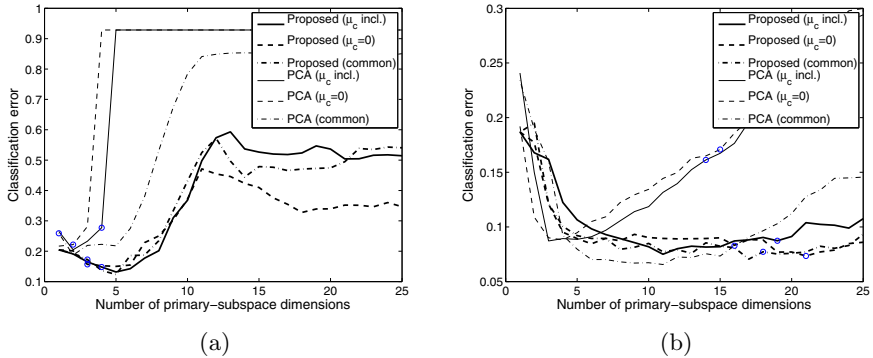 1
0.9
0.8
0.7
0.6
0.5
0.4
0.3
0.2
0.1
Classification error
Proposed (μc incl.)
Proposed (μc=0)
Proposed (common)
PCA (μc incl.)
PCA (μc=0)
PCA (common)
0 5 10 15 20 25
Number of primary−subspace dimensions
(a)
0.3
0.25
0.2
0.15
0.1
0.05
Classification error
Proposed (μc incl.)
Proposed (μc=0)
Proposed (common)
PCA (μc incl.)
PCA (μc=0)
PCA (common)
0 5 10 15 20 25
Number of primary−subspace dimensions
(b)